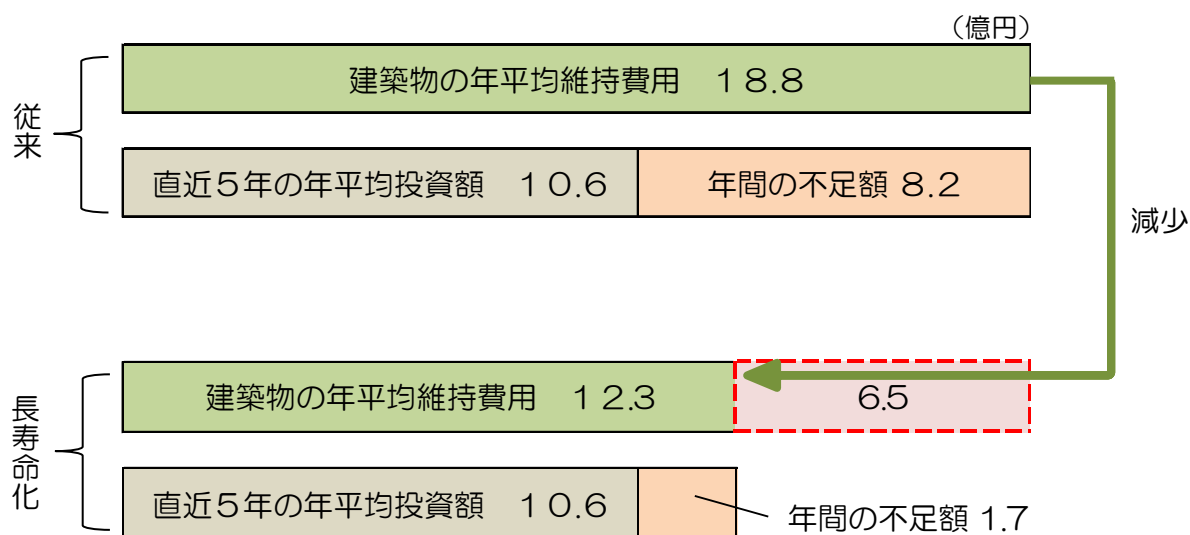 （億円）
従来
建築物の年平均維持費用　１８.８
直近５年の年平均投資額　１０.６
年間の不足額 ８.２
減少
長寿命化
建築物の年平均維持費用　１２.３
６.５
直近５年の年平均投資額　１０.６
年間の不足額 １.７